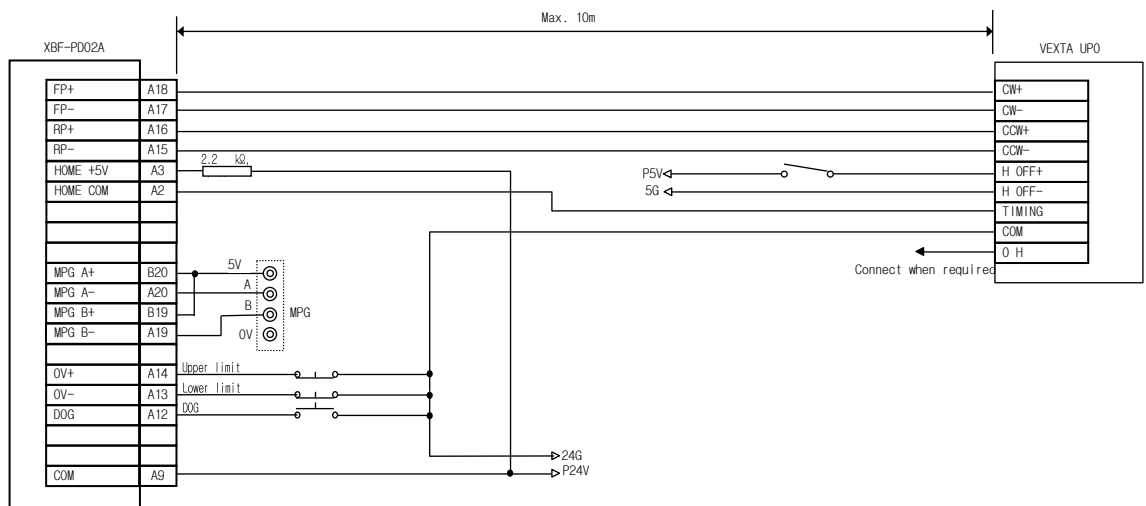 Max. 10m
XBF-PD02A
VEXTA UPO
FP+ A18 CW+
FP- A17 CW-
RP+ A16 CCW+
RP- A15 CCW-
HOME +5V A3 2.2 kΩ, P5V H OFF+
HOME COM A2 5G H OFF-
TIMING
COM
O H
Connect when required
MPG A+ B20 5V
MPG A- A20 A
MPG B+ B19 B MPG
MPG B- A19 0V
0V+ A14 Upper limit
0V- A13 Lower limit
DOG A12 DOG
24G
COM A9 P24V